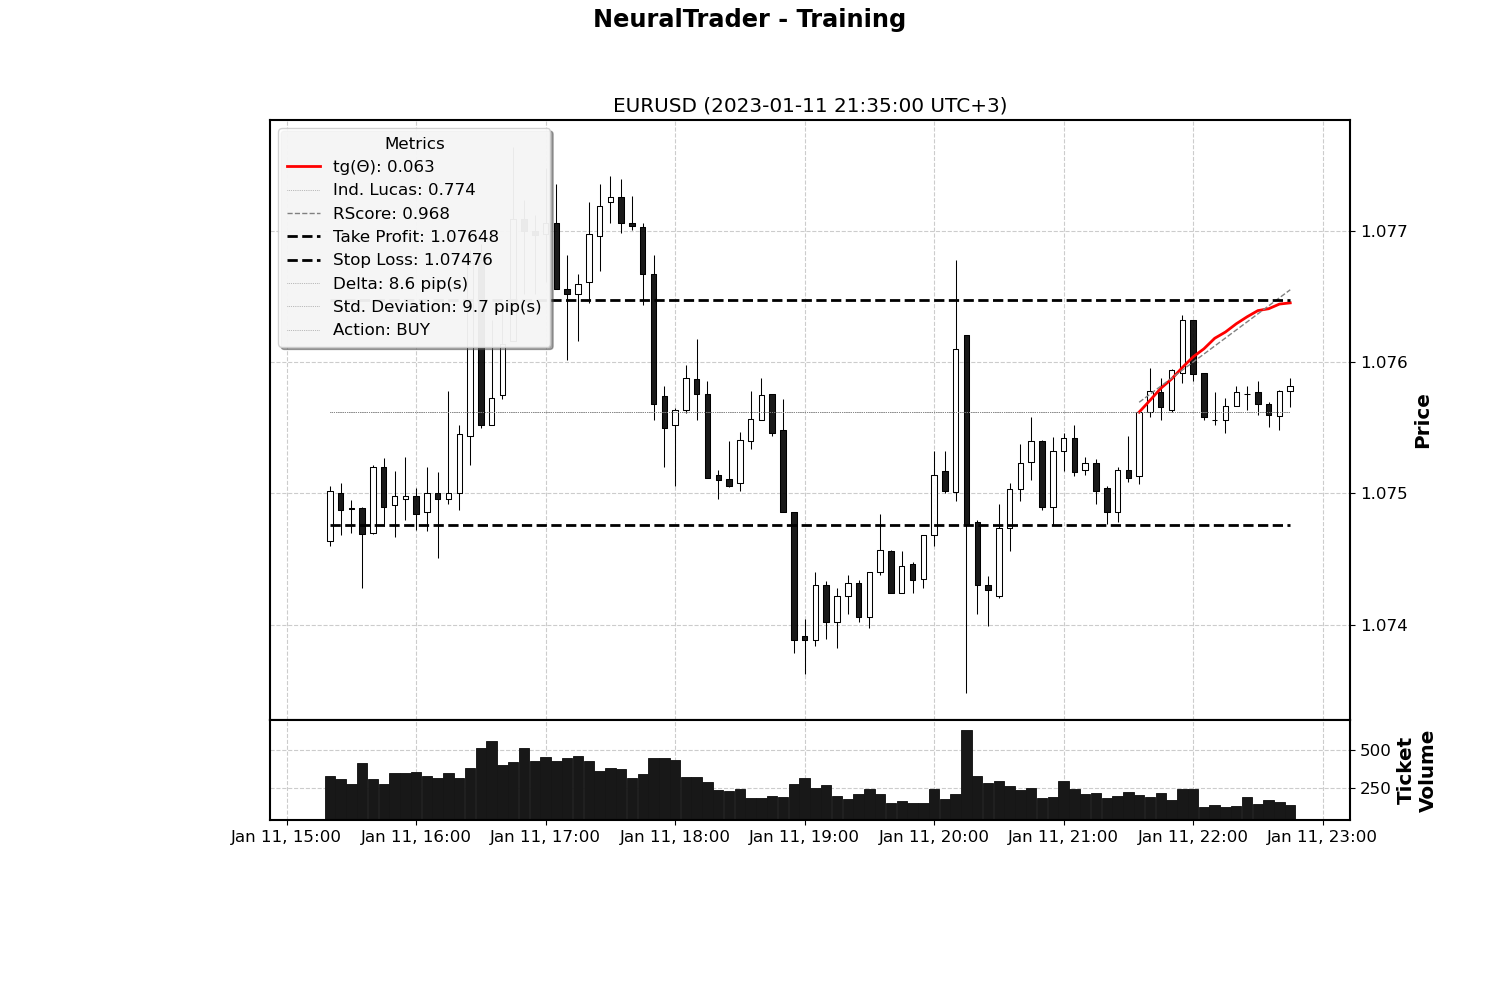 NeuralTrader - Training
EURUSD (2023-01-11 21:35:00 UTC+3)
Metrics
tg(Θ): 0.063
Ind. Lucas: 0.774
RScore: 0.968
Take Profit: 1.07648
Stop Loss: 1.07476
Delta: 8.6 pip(s)
Std. Deviation: 9.7 pip(s)
Action: BUY
1.077
1.076
1.075
1.074
Price
500
250
Ticket
Volume
Jan 11, 15:00
Jan 11, 16:00
Jan 11, 17:00
Jan 11, 18:00
Jan 11, 19:00
Jan 11, 20:00
Jan 11, 21:00
Jan 11, 22:00
Jan 11, 23:00